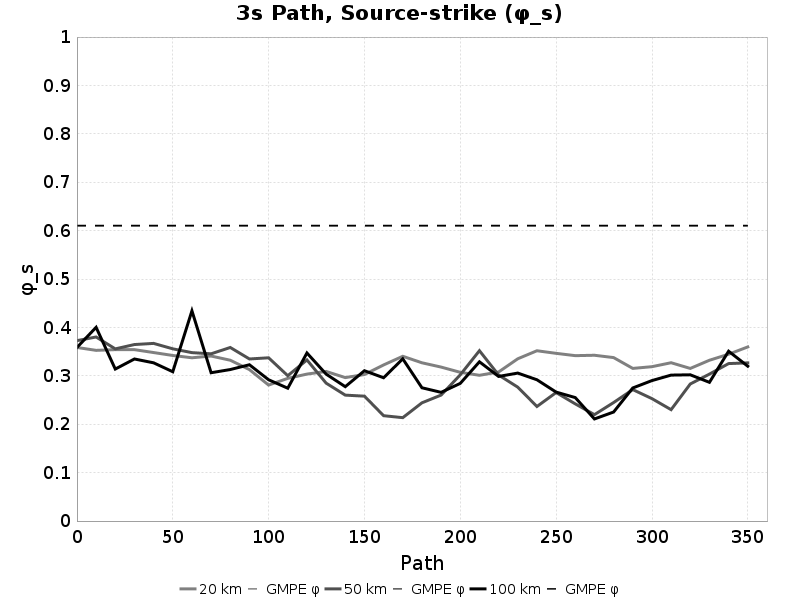 3s Path, Source-strike (φ_s)
1
0.9
0.8
0.7
0.6
0.5
0.4
0.3
0.2
0.1
0
φ_s
0 50 100 150 200 250 300 350
Path
20 km GMPE φ 50 km GMPE φ 100 km GMPE φ